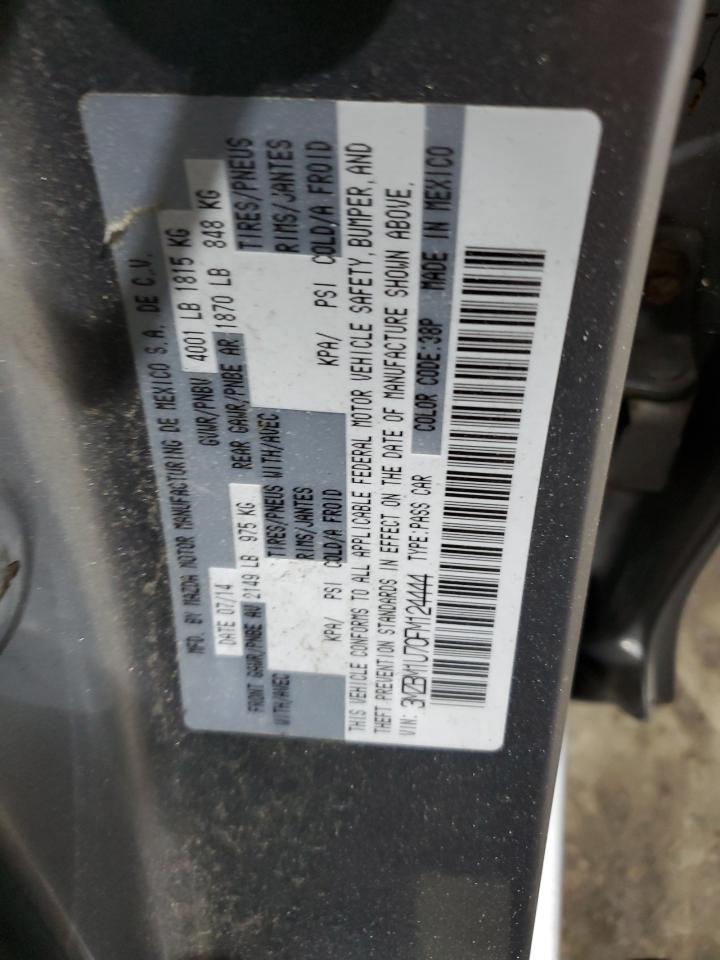 MFD. BY MAZDA MOTOR MANUFACTURING DE MEXICO S.A. DE C.V.
DATE 07/14 GVWR/PNBV 4001 LB 1815 KG
FRONT GAWR/PNBE AV 2149 LB 975 KG REAR GAWR/PNBE AR 1870 LB 848 KG
WITH/AVEC TIRES/PNEUS WITH/AVEC TIRES/PNEUS
RIMS/JANTES RIMS/JANTES
KPA/ PSI COLD/A FROID KPA/ PSI COLD/A FROID
THIS VEHICLE CONFORMS TO ALL APPLICABLE FEDERAL MOTOR VEHICLE SAFETY, BUMPER, AND
THEFT PREVENTION STANDARDS IN EFFECT ON THE DATE OF MANUFACTURE SHOWN ABOVE.
VIN: 3MZBM1U70FM124444 TYPE:PASS CAR COLOR CODE:38P MADE IN MEXICO